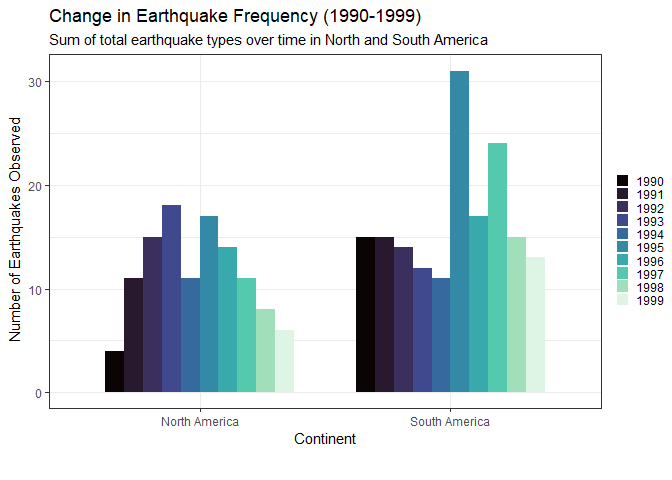 Change in Earthquake Frequency (1990-1999)
Sum of total earthquake types over time in North and South America
Number of Earthquakes Observed
30
20
10
0
North America
South America
Continent
1990
1991
1992
1993
1994
1995
1996
1997
1998
1999